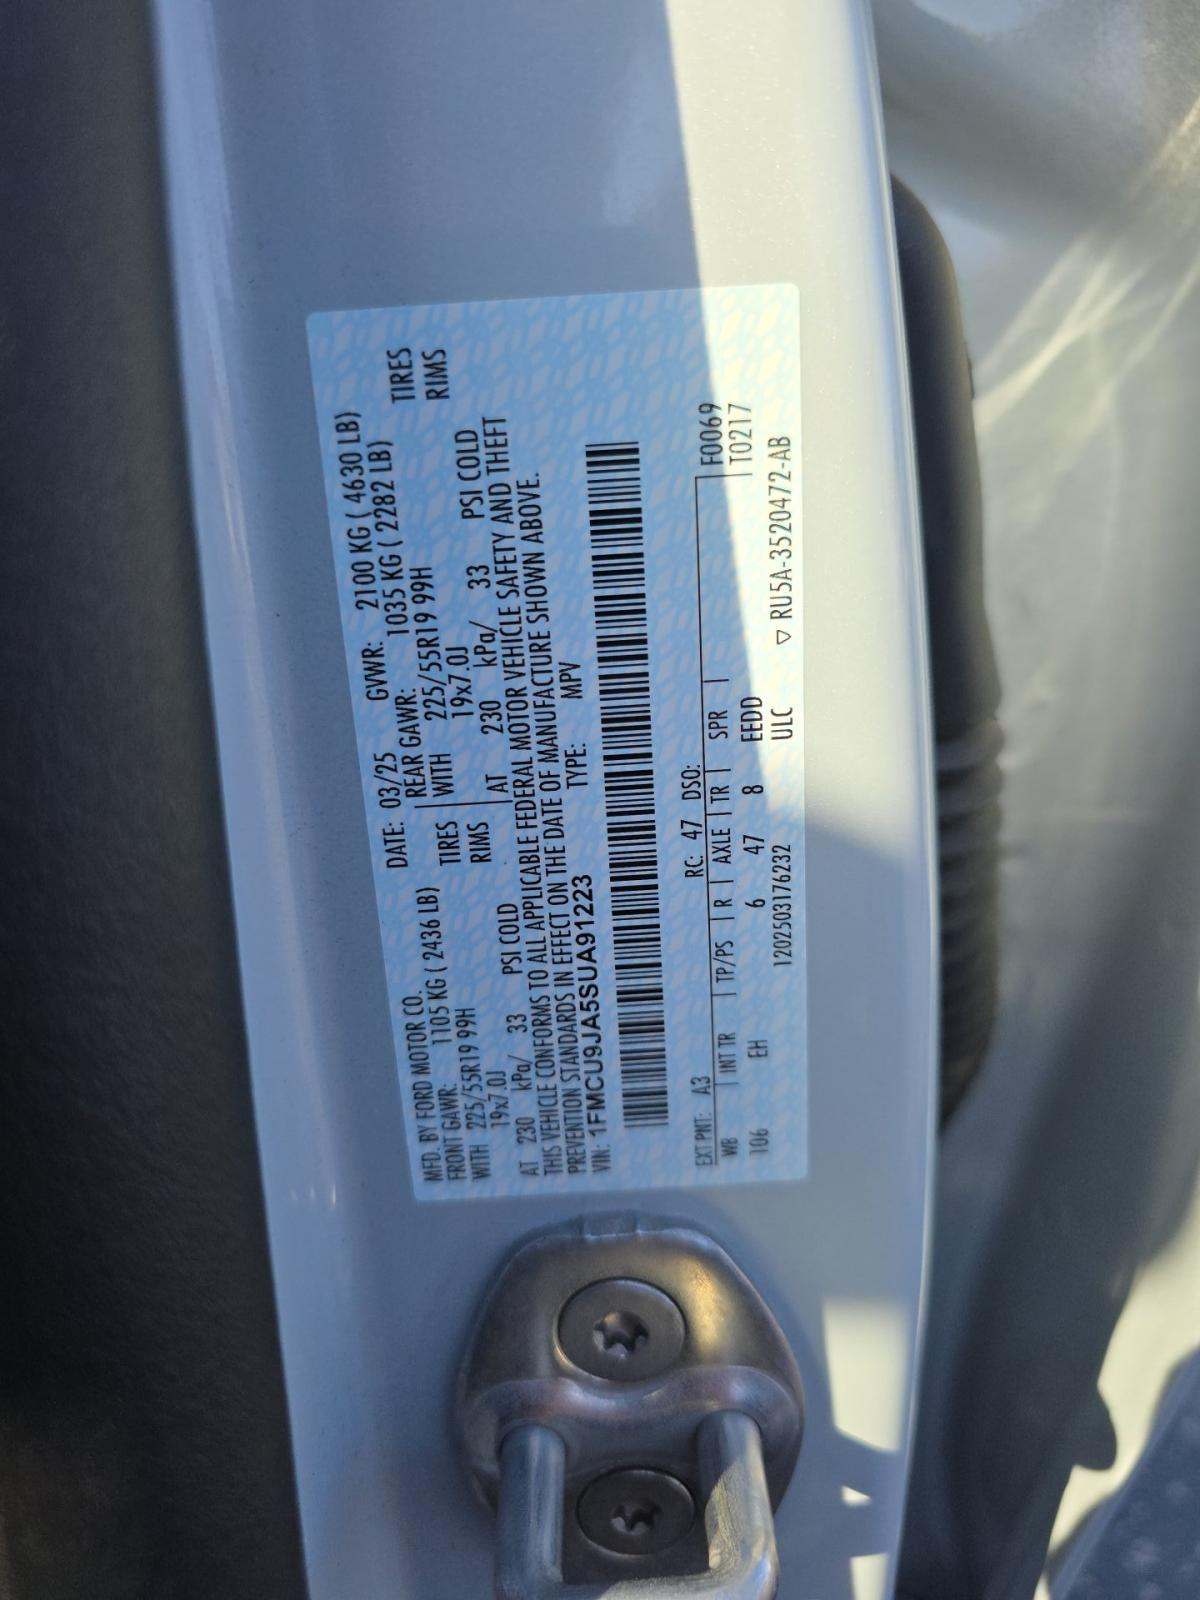 MFD. BY FORD MOTOR CO.
DATE: 03/25 GVWR: 2100 KG ( 4630 LB)
FRONT GAWR: 1105 KG ( 2436 LB)
REAR GAWR: 1035 KG ( 2282 LB)
WITH 225/55R19 99H TIRES
WITH 225/55R19 99H TIRES
19x7.0J RIMS
19x7.0J RIMS
AT 230 kPa/ 33 PSI COLD
AT 230 kPa/ 33 PSI COLD
THIS VEHICLE CONFORMS TO ALL APPLICABLE FEDERAL MOTOR VEHICLE SAFETY AND THEFT
PREVENTION STANDARDS IN EFFECT ON THE DATE OF MANUFACTURE SHOWN ABOVE.
VIN: 1FMCU9JA5SUA91223 TYPE: MPV
EXT PNT: A3 RC: 47 DSO: F0069
WB INT TR TP/PS R AXLE TR SPR T0217
106 EH 6 47 8 EEDD
1202503176232 ULC ▽ RU5A-3520472-AB